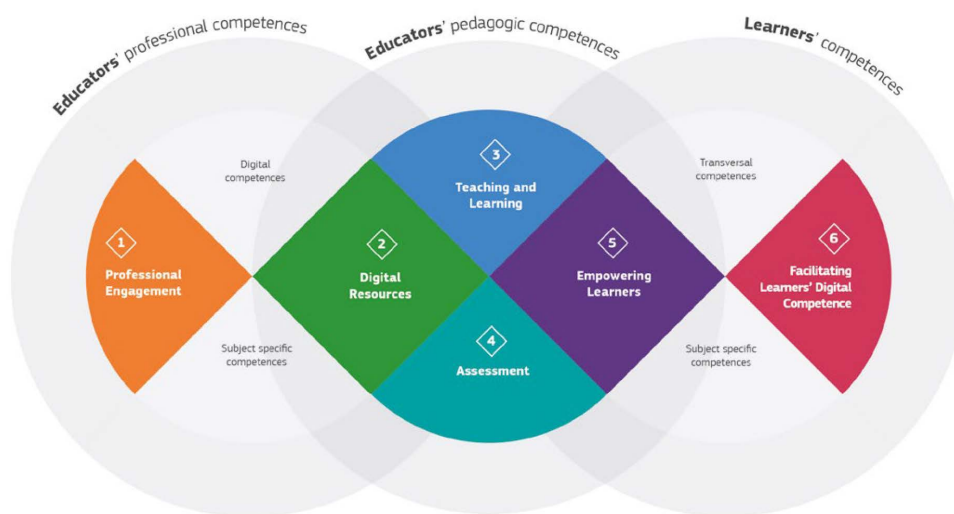 Educators' professional competences
Educators' pedagogic competences
Learners' competences
Digital
competences
Transversal
competences
1
Professional
Engagement
2
Digital
Resources
3
Teaching and
Learning
4
Assessment
5
Empowering
Learners
6
Facilitating
Learners' Digital
Competence
Subject specific
competences
Subject specific
competences